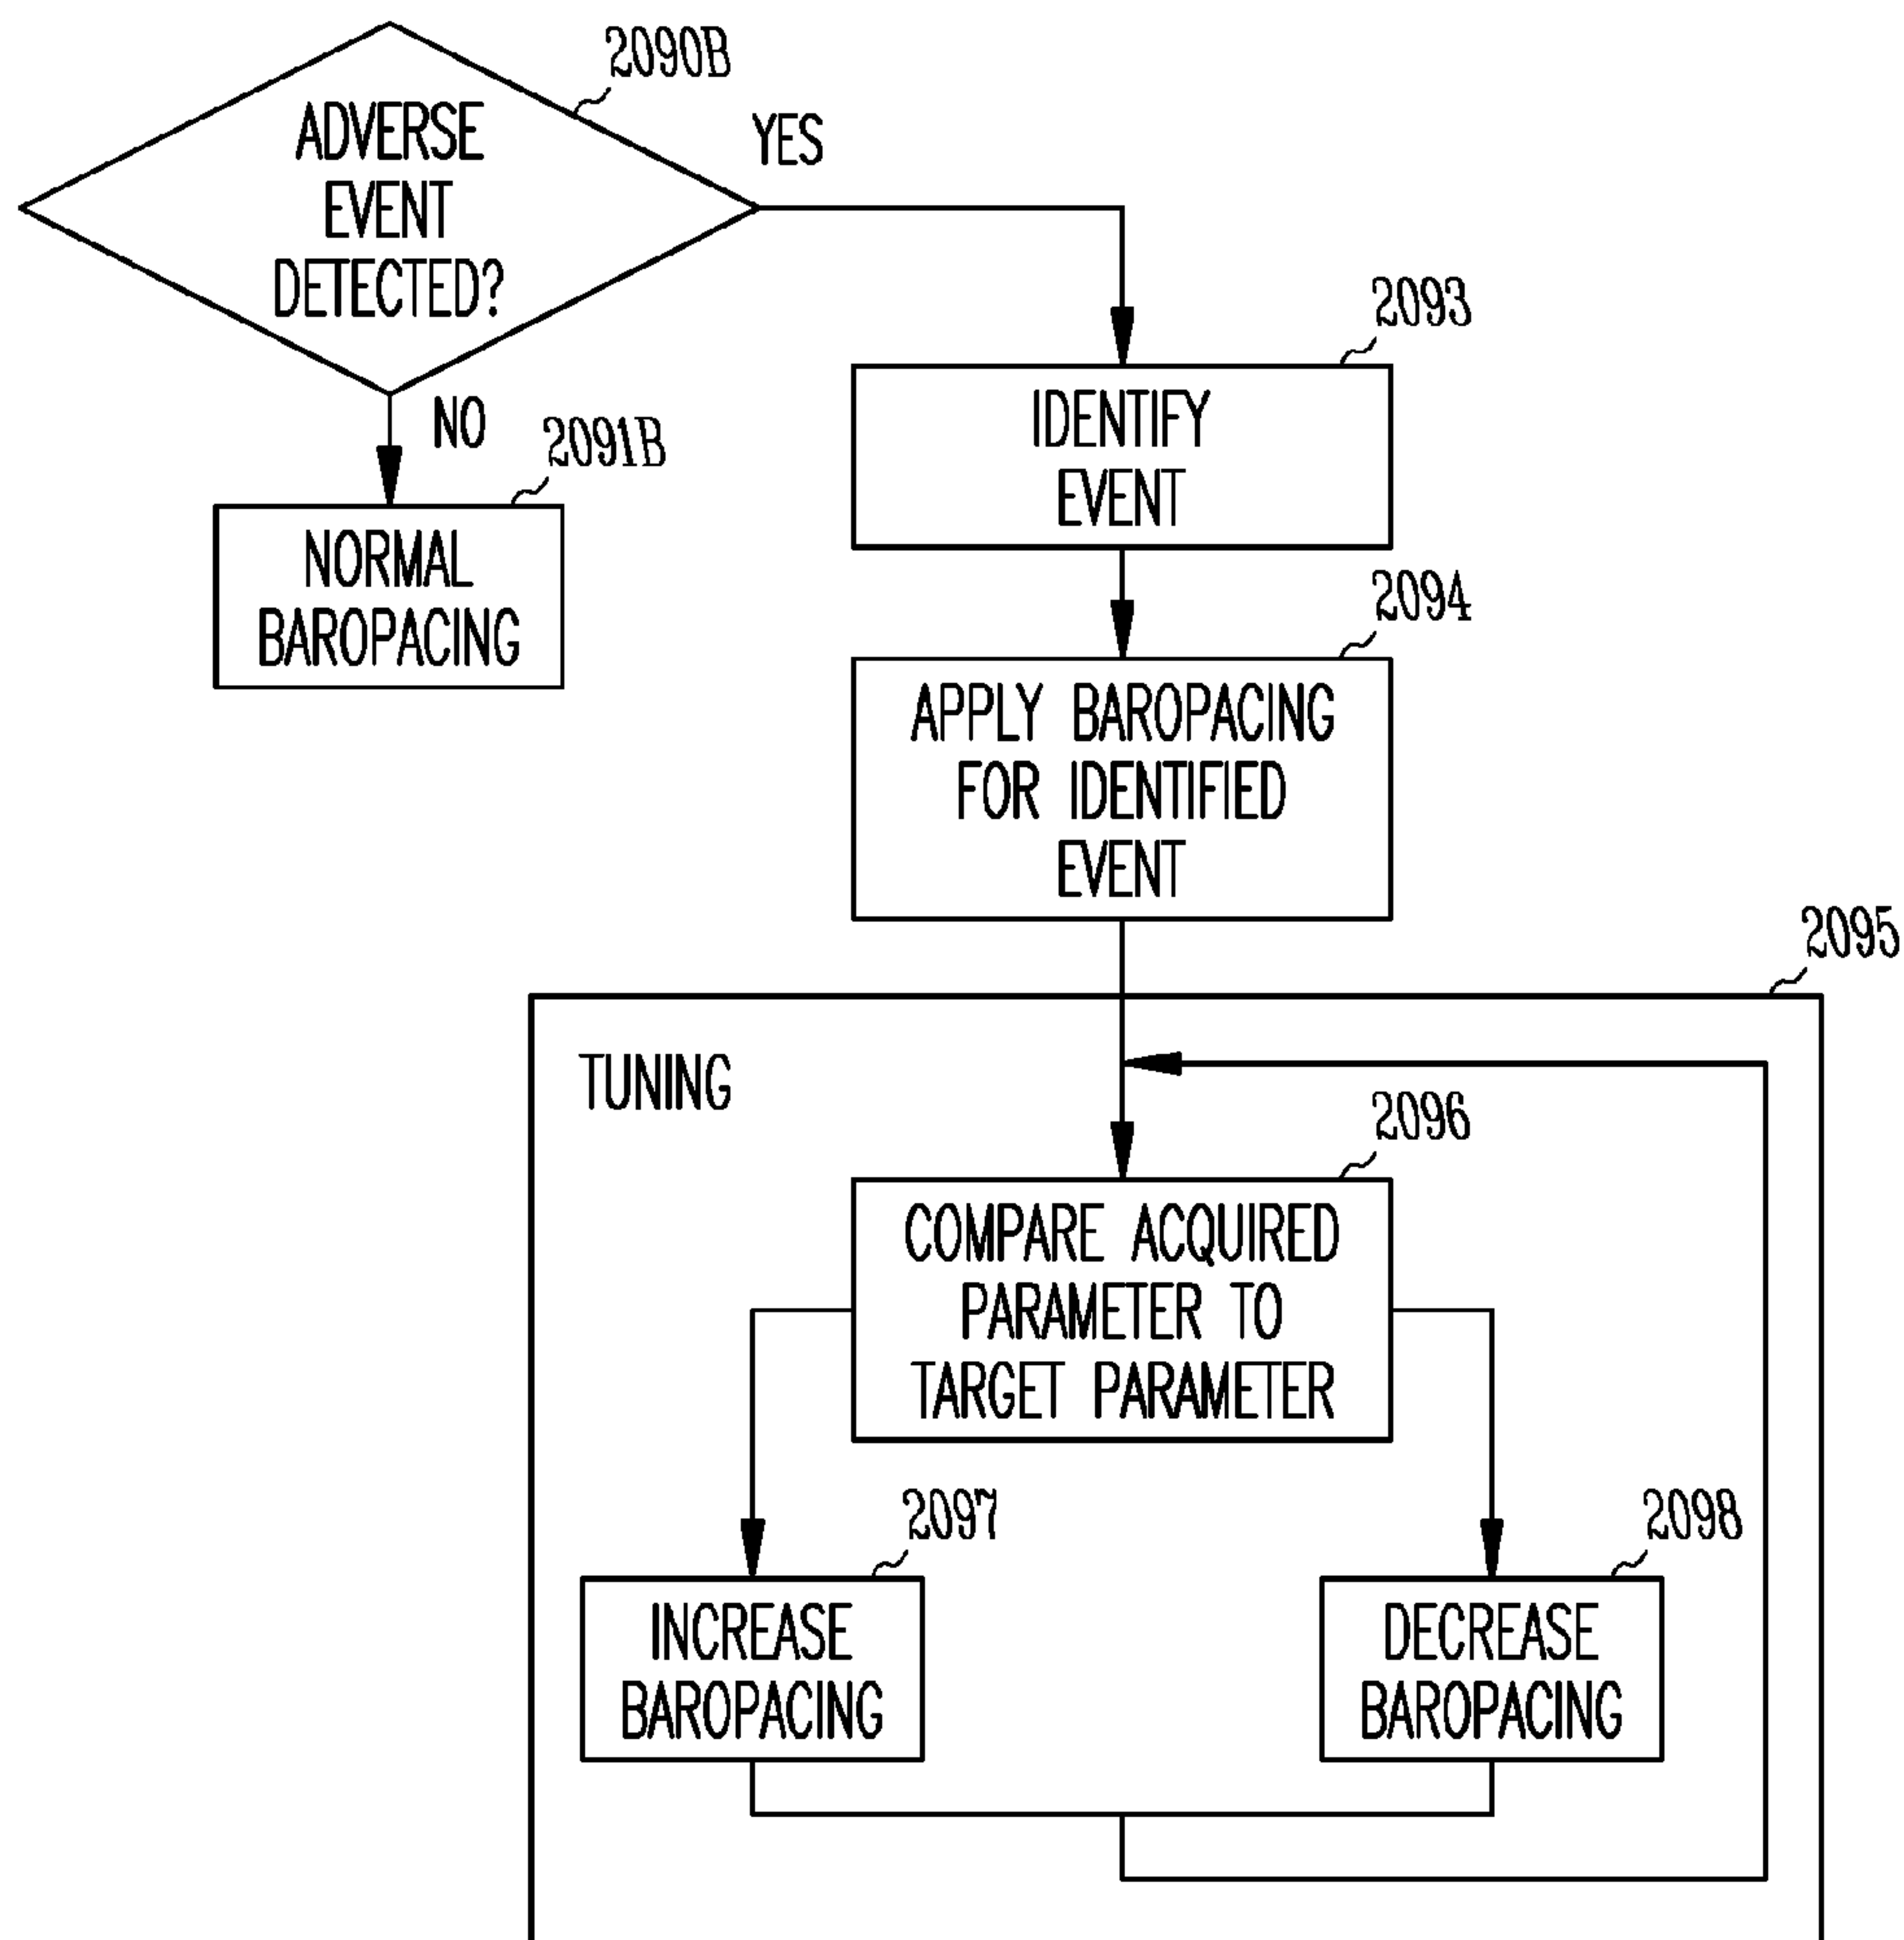 2090B
ADVERSE
EVENT
DETECTED?
YES
NO
2091B
NORMAL
BAROPACING
2093
IDENTIFY
EVENT
2094
APPLY BAROPACING
FOR IDENTIFIED
EVENT
2095
TUNING
2096
COMPARE ACQUIRED
PARAMETER TO
TARGET PARAMETER
2097
INCREASE
BAROPACING
2098
DECREASE
BAROPACING